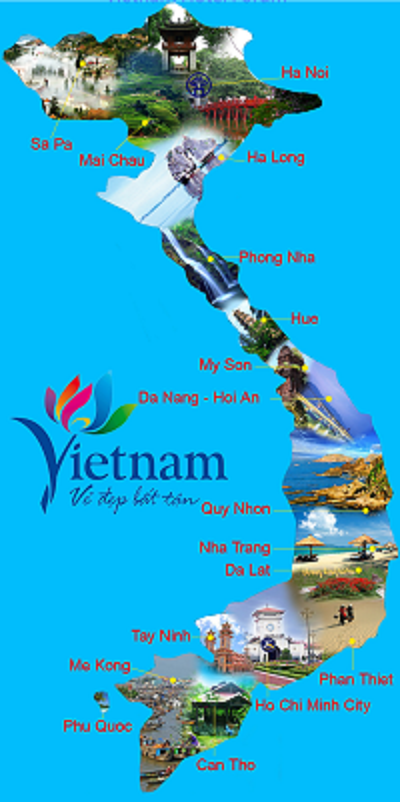 Ha Noi
Sa Pa
Mai Chau
Ha Long
Phong Nha
Hue
My Son
Da Nang - Hoi An
Vietnam
Vẻ đẹp bất tận
Quy Nhon
Nha Trang
Da Lat
Tay Ninh
Me Kong
Phan Thiet
Ho Chi Minh City
Phu Quoc
Can Tho